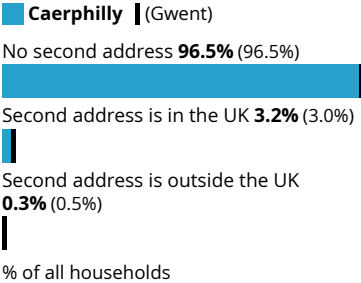 Caerphilly (Gwent)
No second address 96.5% (96.5%)
Second address is in the UK 3.2% (3.0%)
Second address is outside the UK
0.3% (0.5%)
% of all households